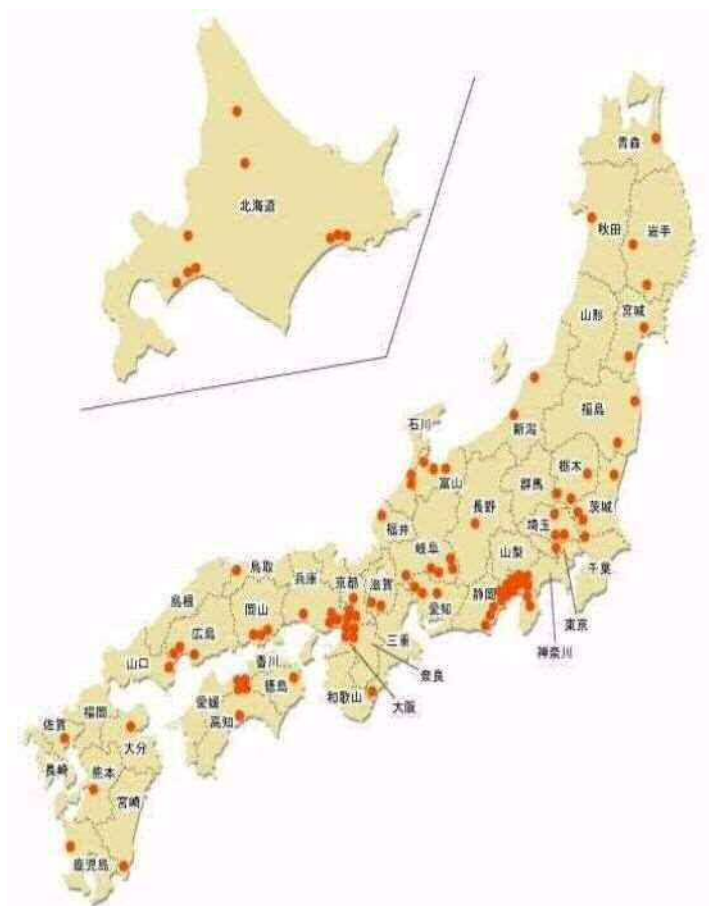 北海道
青森
秋田
岩手
山形
宮城
福島
新潟
石川
富山
栃木
群馬
茨城
長野
埼玉
福井
岐阜
山梨
千葉
鳥取
兵庫
京都
滋賀
静岡
愛知
東京
島根
岡山
広島
三重
神奈川
山口
香川
奈良
徳島
愛媛
和歌山
大阪
高知
福岡
佐賀
大分
長崎
熊本
宮崎
鹿児島